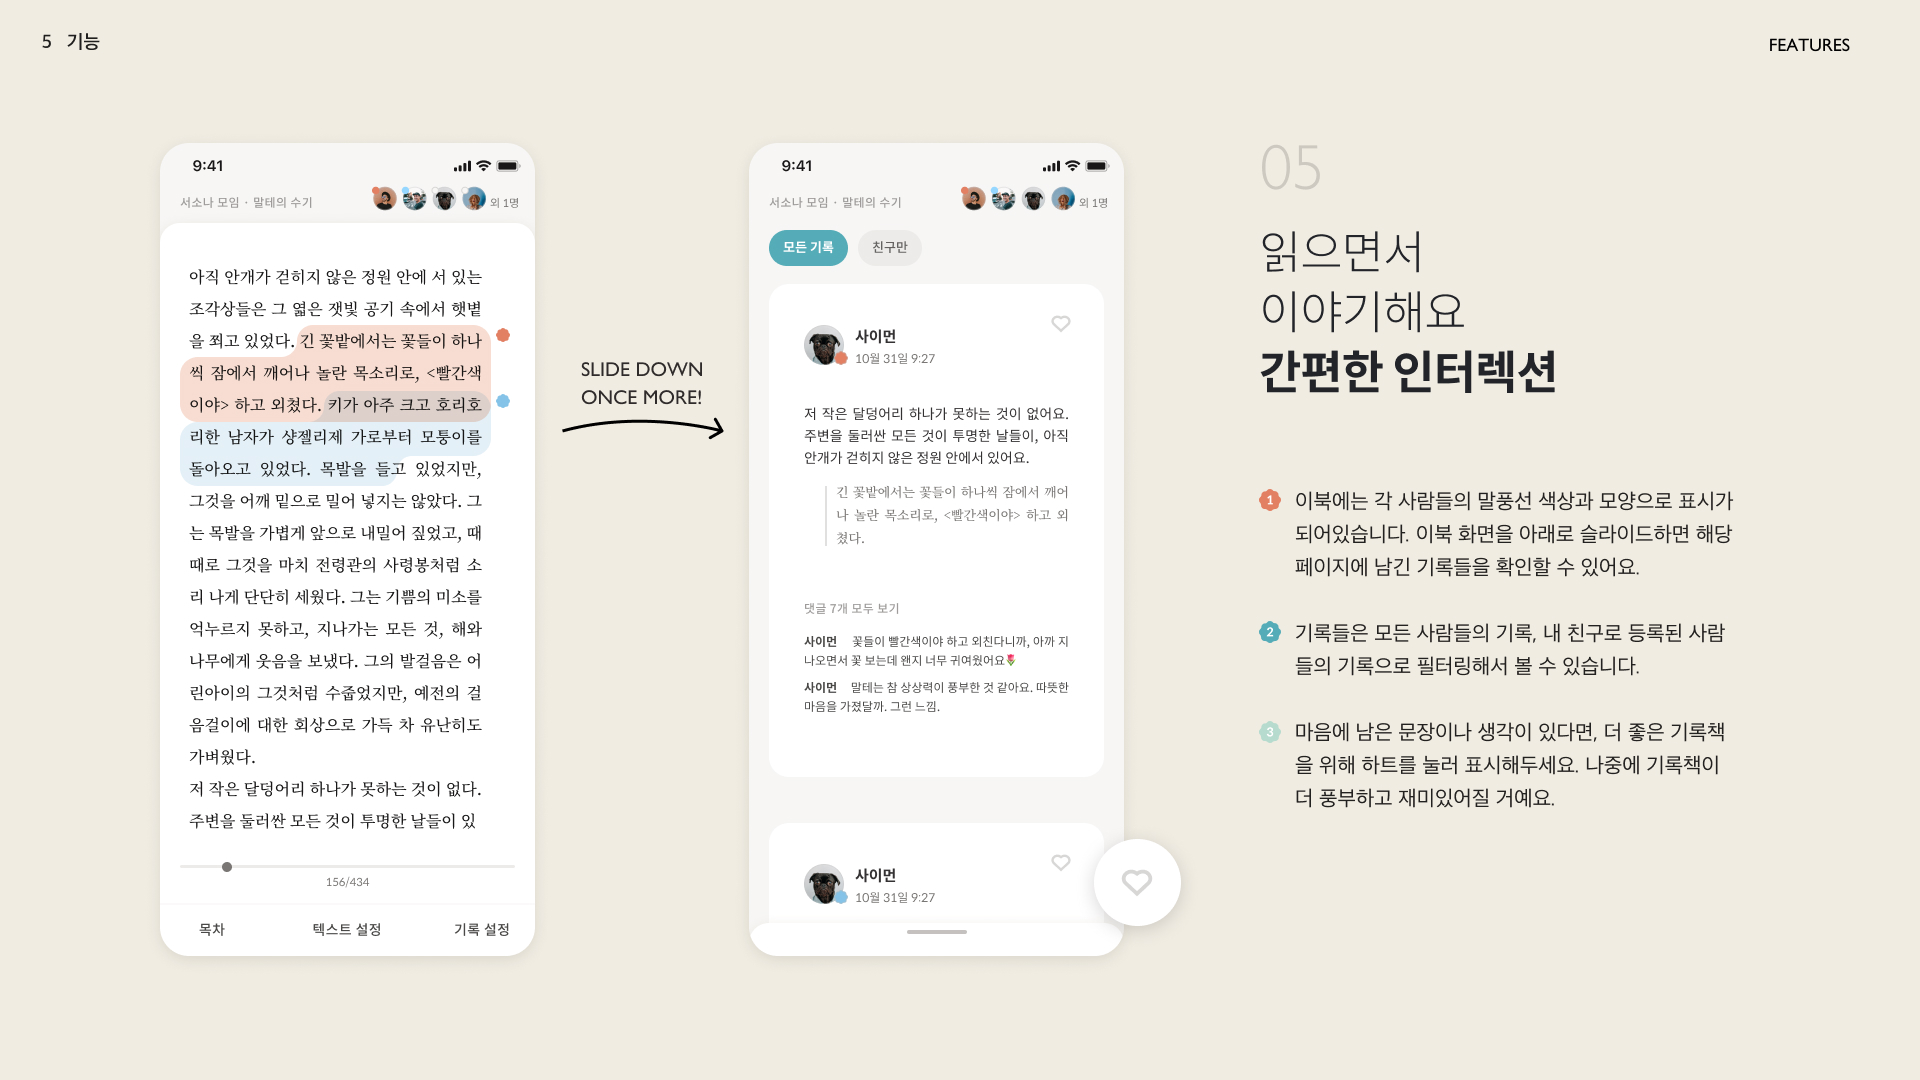 5 기능
FEATURES
9:41
서소나 모임 · 말테의 수기
외 1명
아직 안개가 걷히지 않은 정원 안에 서 있는
조각상들은 그 엷은 잿빛 공기 속에서 햇볕
을 쬐고 있었다. 긴 꽃밭에서는 꽃들이 하나
씩 잠에서 깨어나 놀란 목소리로, <빨간색
이야> 하고 외쳤다. 키가 아주 크고 호리호
리한 남자가 샹젤리제 가로부터 모퉁이를
돌아오고 있었다. 목발을 들고 있었지만,
그것을 어깨 밑으로 밀어 넣지는 않았다. 그
는 목발을 가볍게 앞으로 내밀어 짚었고, 때
때로 그것을 마치 전령관의 사령봉처럼 소
리 나게 단단히 세웠다. 그는 기쁨의 미소를
억누르지 못하고, 지나가는 모든 것, 해와
나무에게 웃음을 보냈다. 그의 발걸음은 어
린아이의 그것처럼 수줍었지만, 예전의 걸
음걸이에 대한 회상으로 가득 차 유난히도
가벼웠다.
저 작은 달덩어리 하나가 못하는 것이 없다.
주변을 둘러싼 모든 것이 투명한 날들이 있
156/434
목차
텍스트 설정
기록 설정
SLIDE DOWN
ONCE MORE!
9:41
서소나 모임 · 말테의 수기
외 1명
모든 기록
친구만
사이먼
10월 31일 9:27
저 작은 달덩어리 하나가 못하는 것이 없어요.
주변을 둘러싼 모든 것이 투명한 날들이, 아직
안개가 걷히지 않은 정원 안에서 있어요.
긴 꽃밭에서는 꽃들이 하나씩 잠에서 깨어
나 놀란 목소리로, <빨간색이야> 하고 외
쳤다.
댓글 7개 모두 보기
사이먼 꽃들이 빨간색이야 하고 외친다니까, 아까 지
나오면서 꽃 보는데 왠지 너무 귀여웠어요🌷
사이먼 말테는 참 상상력이 풍부한 것 같아요. 따뜻한
마음을 가졌달까. 그런 느낌.
사이먼
10월 31일 9:27
05
읽으면서
이야기해요
간편한 인터렉션
1 이북에는 각 사람들의 말풍선 색상과 모양으로 표시가
되어있습니다. 이북 화면을 아래로 슬라이드하면 해당
페이지에 남긴 기록들을 확인할 수 있어요.
2 기록들은 모든 사람들의 기록, 내 친구로 등록된 사람
들의 기록으로 필터링해서 볼 수 있습니다.
3 마음에 남은 문장이나 생각이 있다면, 더 좋은 기록책
을 위해 하트를 눌러 표시해두세요. 나중에 기록책이
더 풍부하고 재미있어질 거예요.